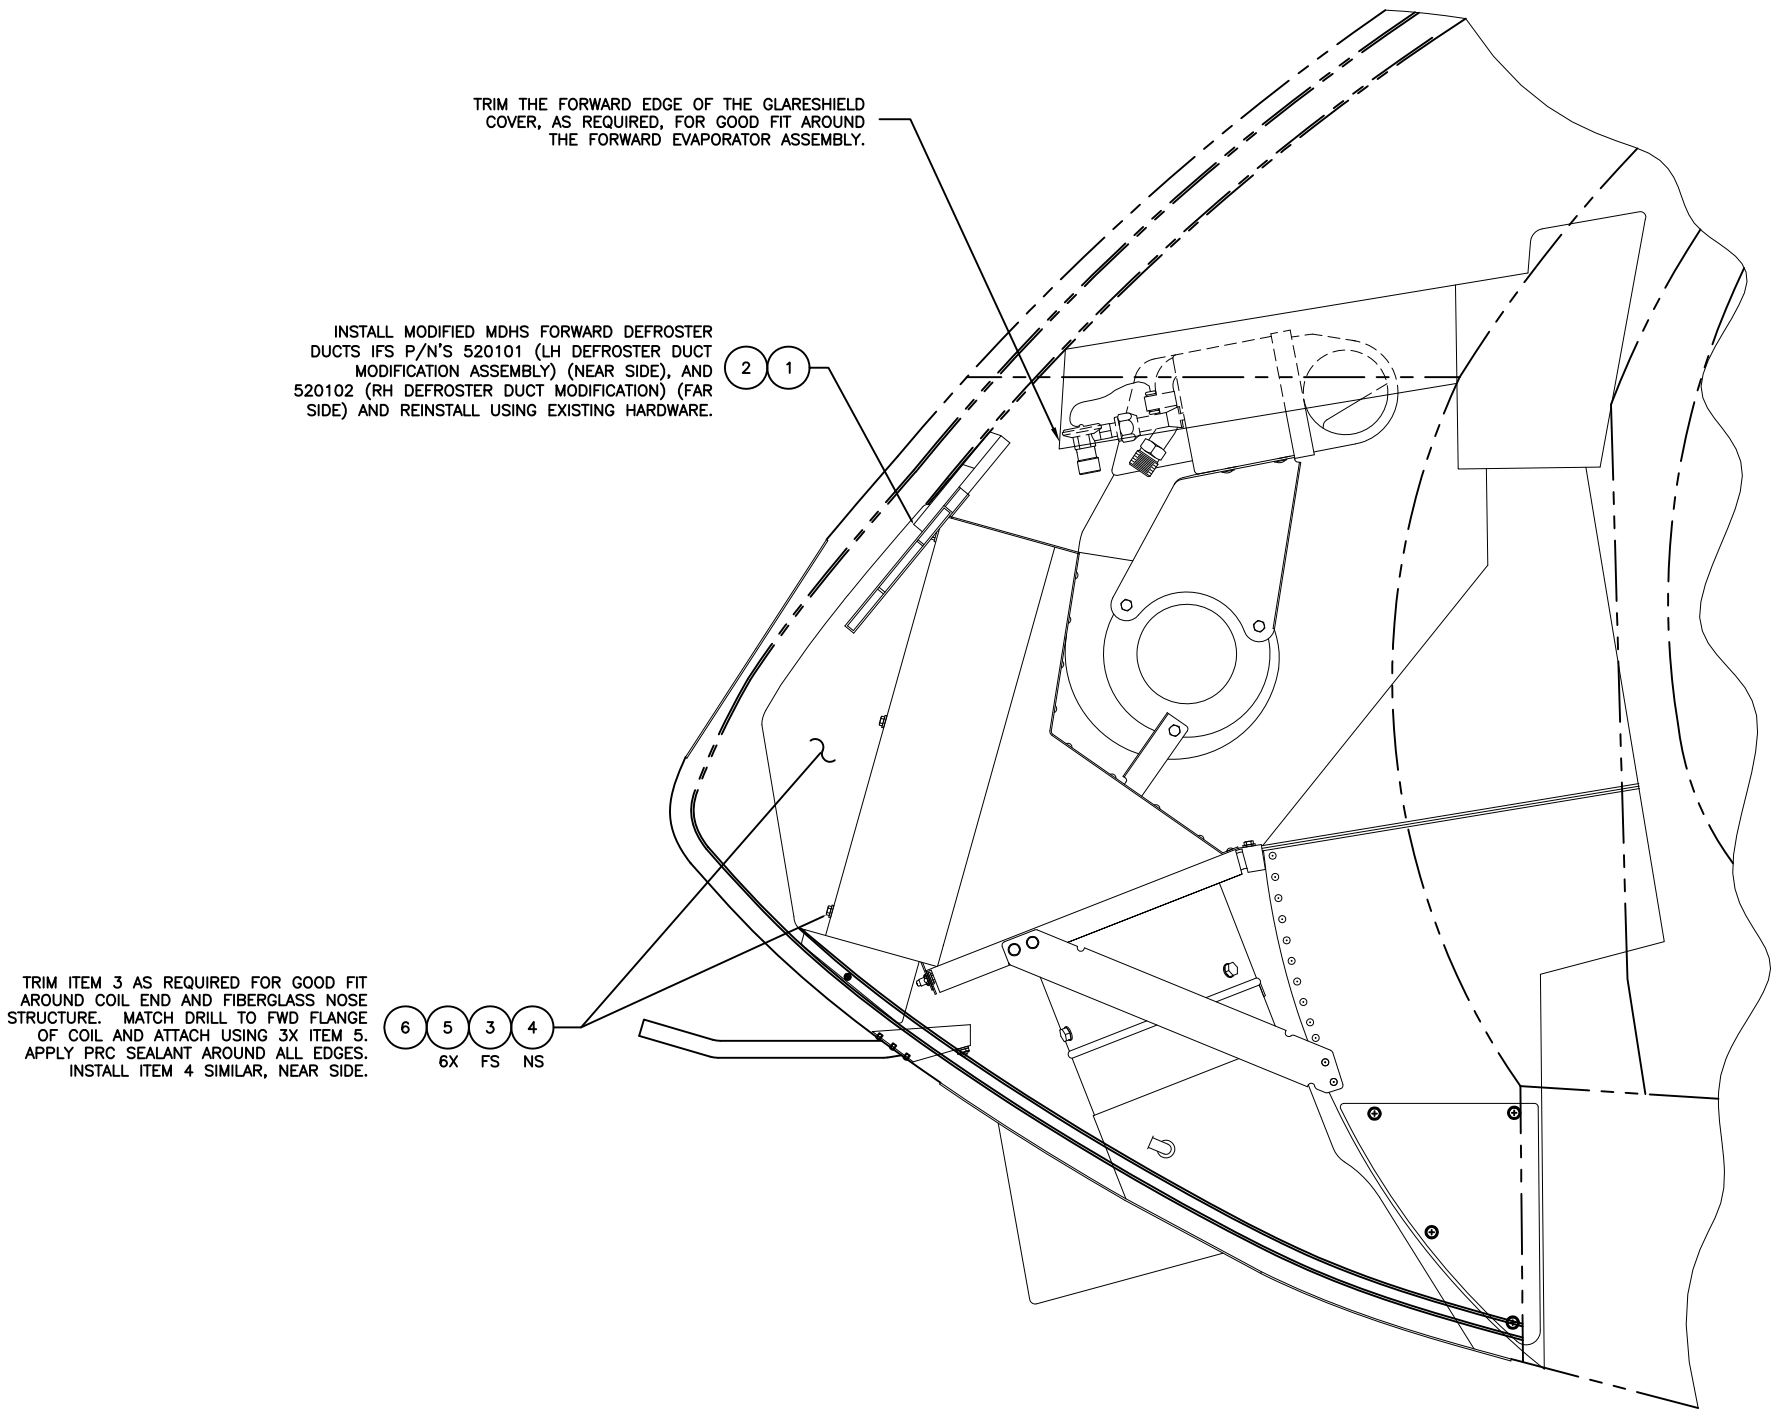 TRIM THE FORWARD EDGE OF THE GLARESHIELD
COVER, AS REQUIRED, FOR GOOD FIT AROUND
THE FORWARD EVAPORATOR ASSEMBLY.
INSTALL MODIFIED MDHS FORWARD DEFROSTER
DUCTS IFS P/N'S 520101 (LH DEFROSTER DUCT
MODIFICATION ASSEMBLY) (NEAR SIDE), AND
520102 (RH DEFROSTER DUCT MODIFICATION) (FAR
SIDE) AND REINSTALL USING EXISTING HARDWARE.
2 1
TRIM ITEM 3 AS REQUIRED FOR GOOD FIT
AROUND COIL END AND FIBERGLASS NOSE
STRUCTURE. MATCH DRILL TO FWD FLANGE
OF COIL AND ATTACH USING 3X ITEM 5.
APPLY PRC SEALANT AROUND ALL EDGES.
INSTALL ITEM 4 SIMILAR, NEAR SIDE.
6 5 3 4
6X FS NS